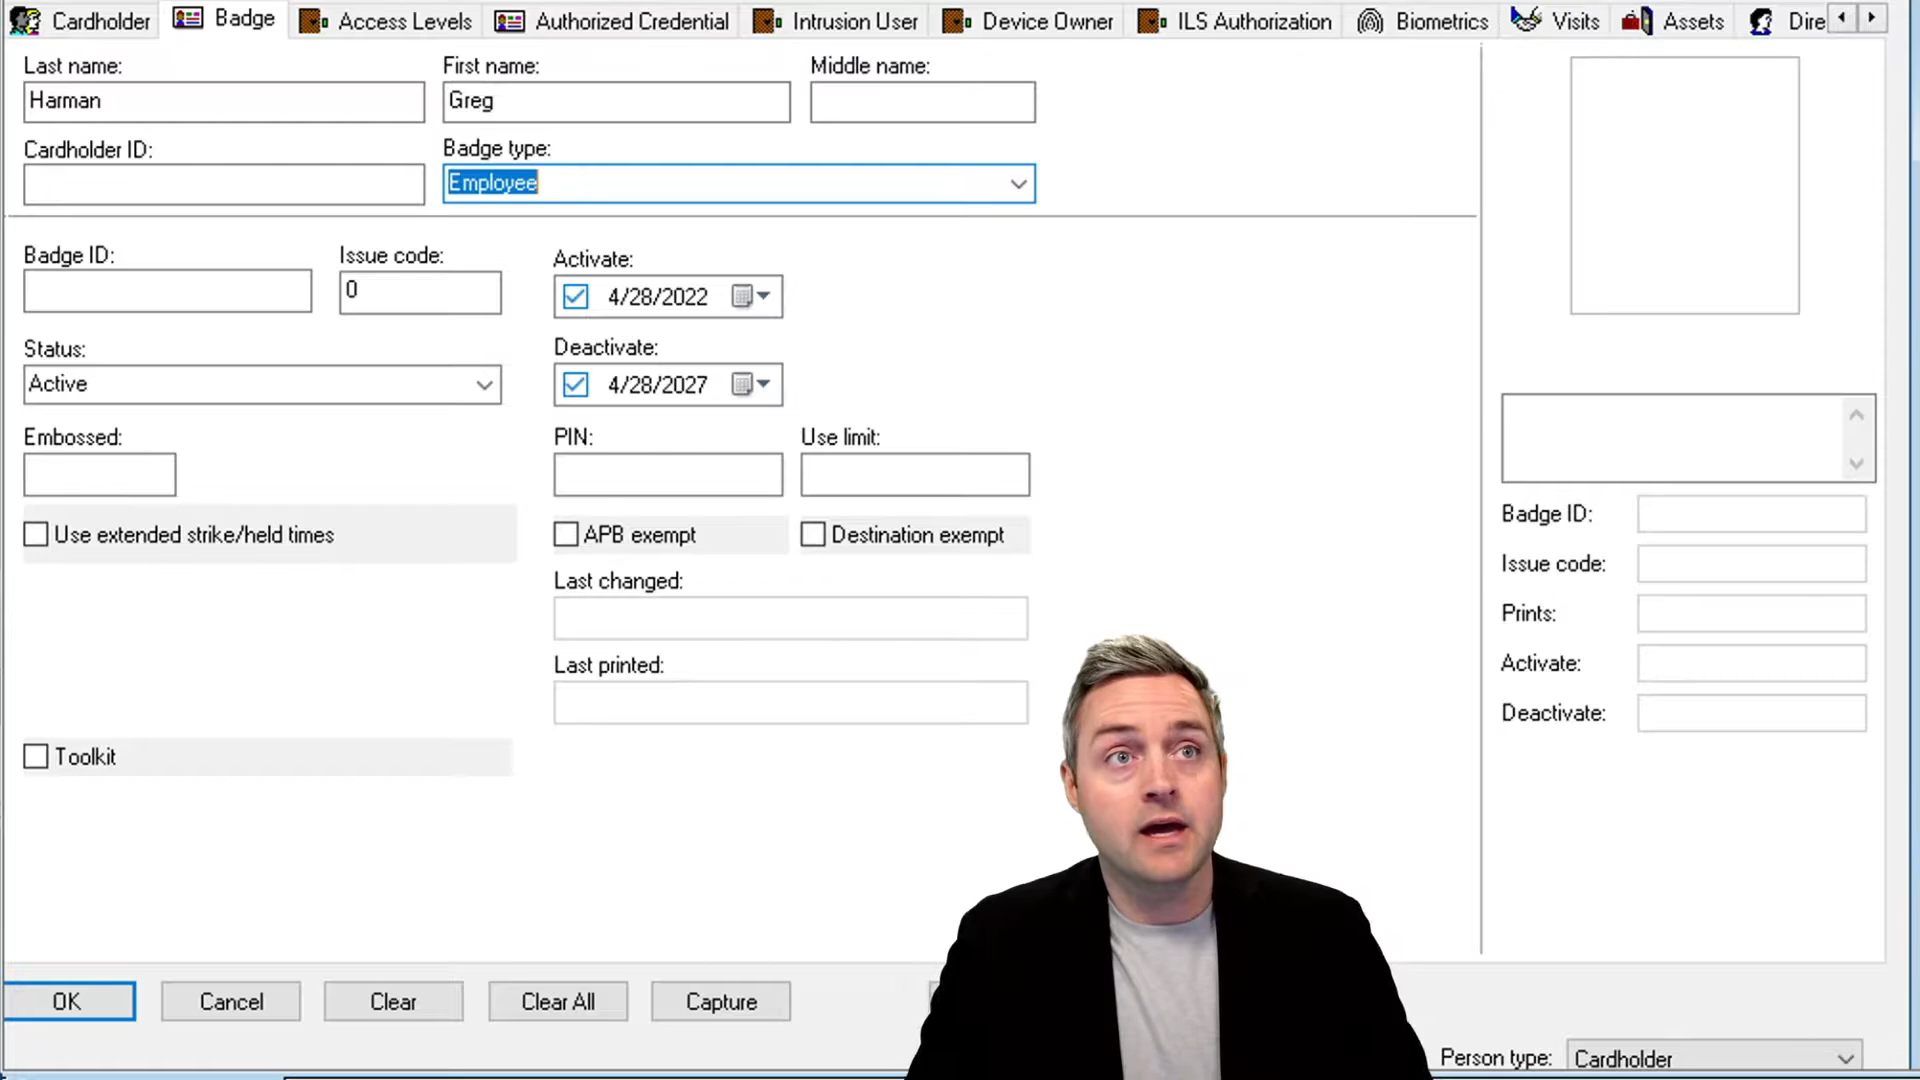 Cardholder Badge Access Levels Authorized Credential Intrusion User Device Owner ILS Authorization Biometrics Visits Assets Dire
Last name: First name: Middle name:
Harman Greg
Cardholder ID: Badge type:
Employee
Badge ID: Issue code: Activate:
0 4/28/2022
Status: Deactivate:
Active 4/28/2027
Embossed: PIN: Use limit:
Use extended strike/held times APB exempt Destination exempt
Last changed:
Last printed:
Toolkit
Badge ID:
Issue code:
Prints:
Activate:
Deactivate:
OK Cancel Clear Clear All Capture
Person type: Cardholder